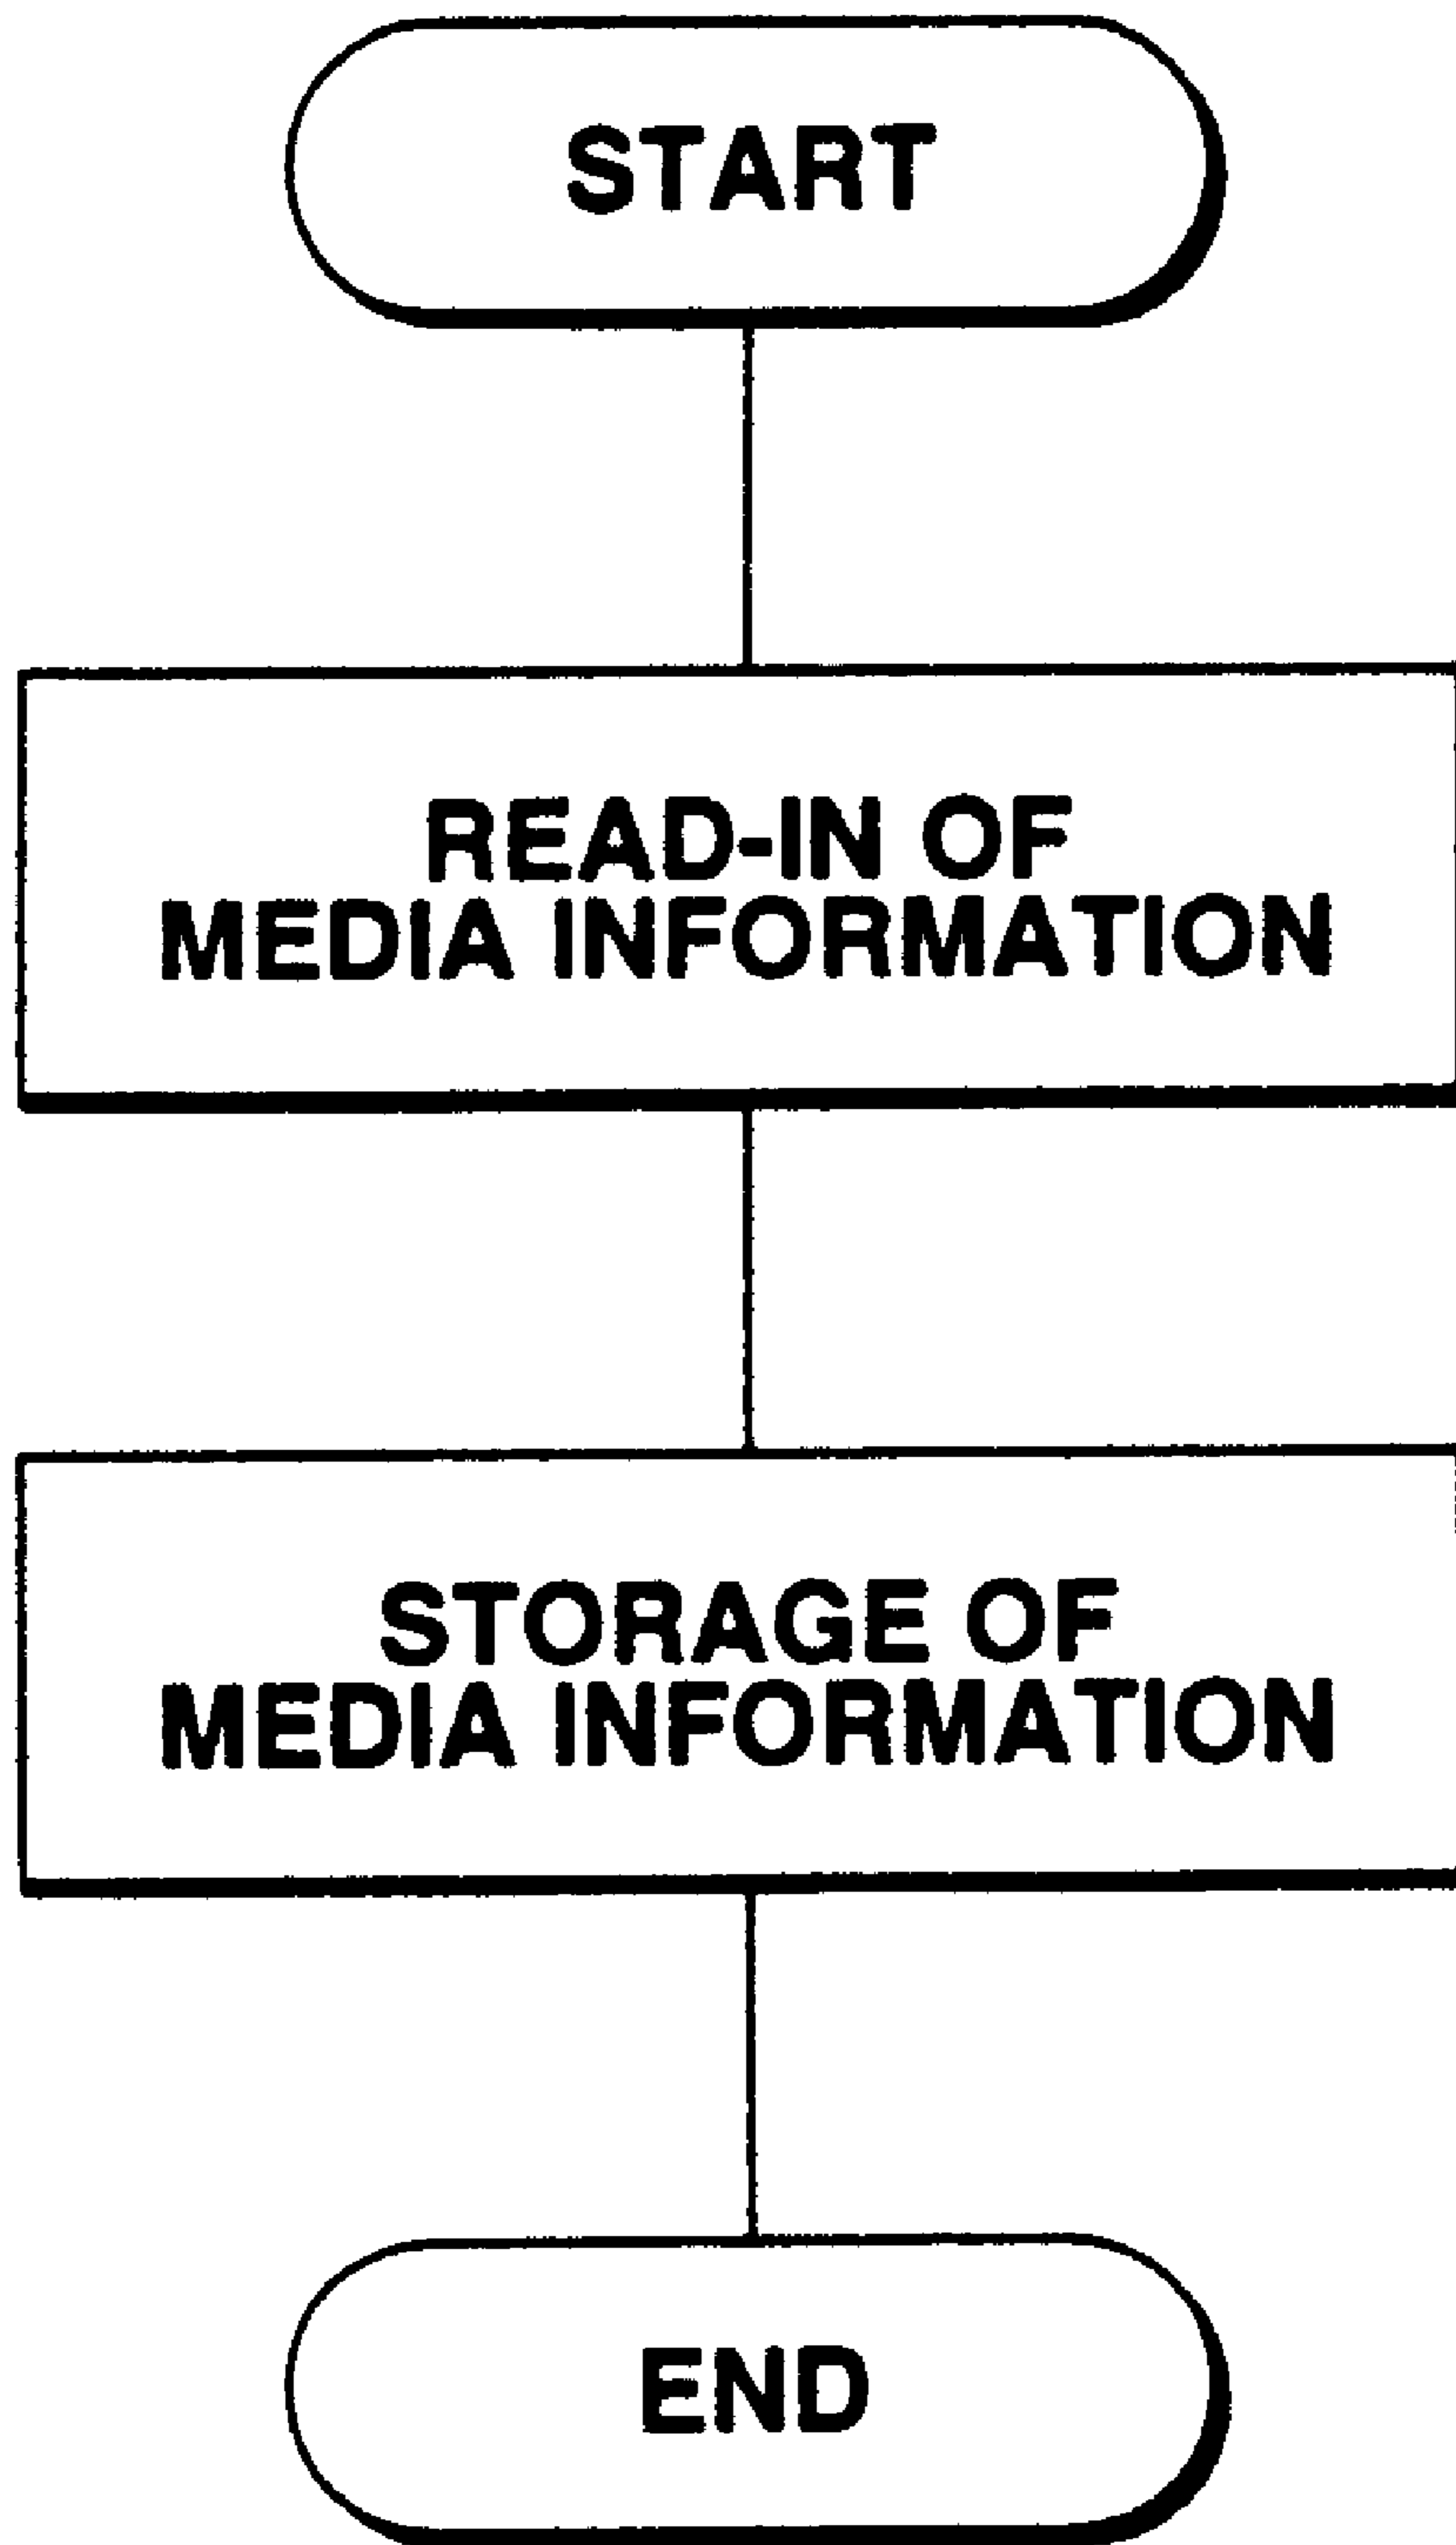 START
READ-IN OF
MEDIA INFORMATION
STORAGE OF
MEDIA INFORMATION
END